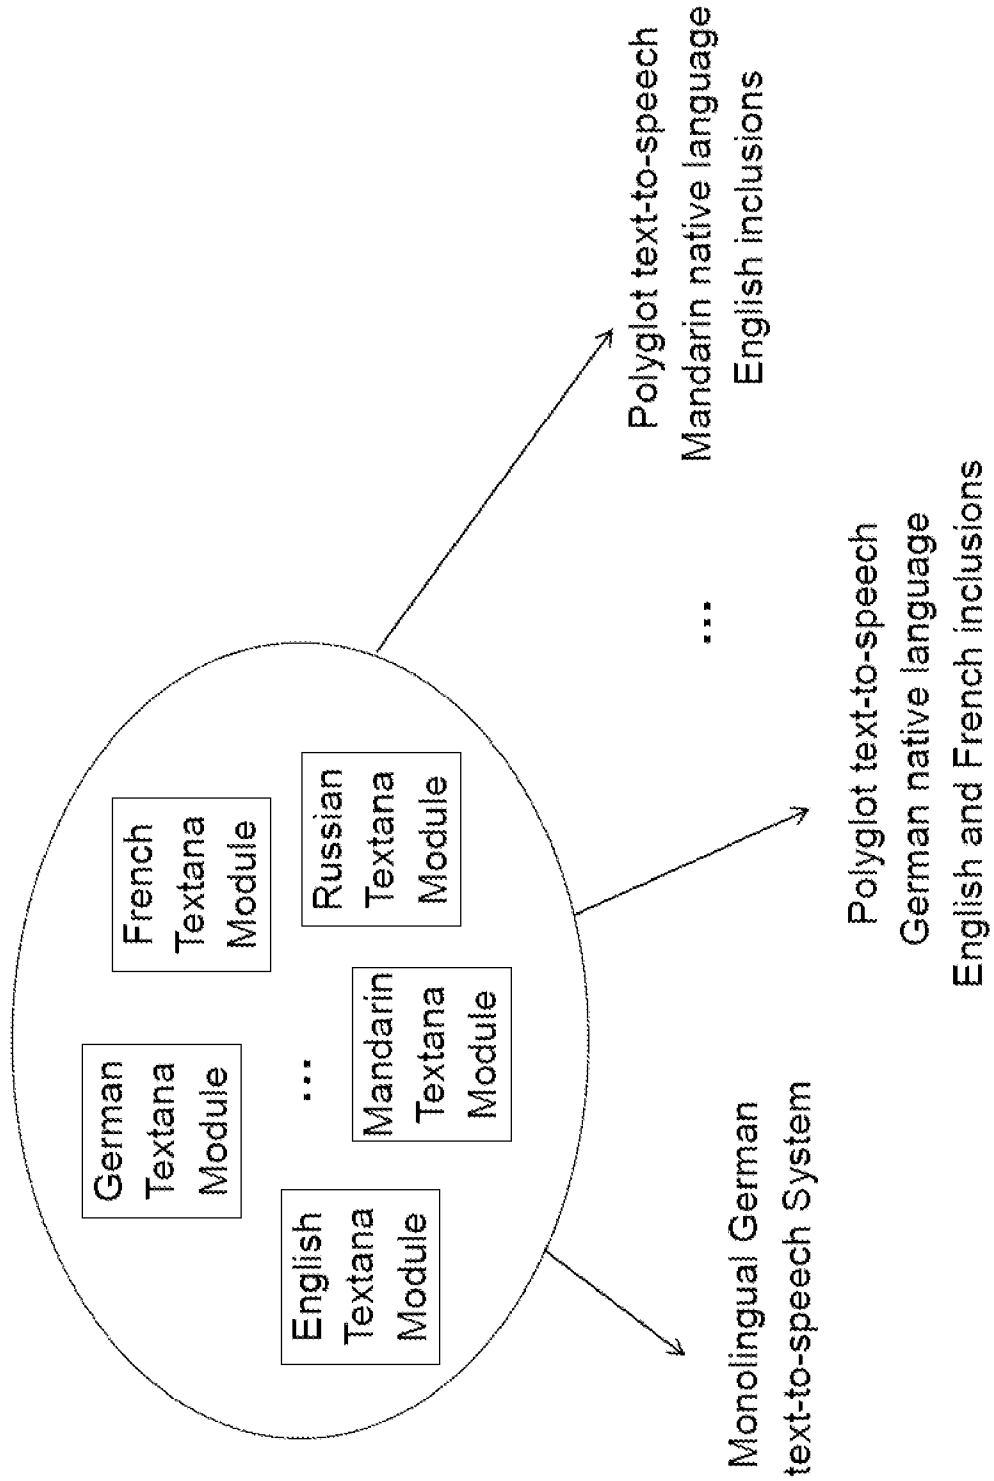 German
Textana
Module
French
Textana
Module
English
Textana
Module
...
Mandarin
Textana
Module
Russian
Textana
Module
Monolingual German
text-to-speech System
Polyglot text-to-speech
German native language
English and French inclusions
...
Polyglot text-to-speech
Mandarin native language
English inclusions